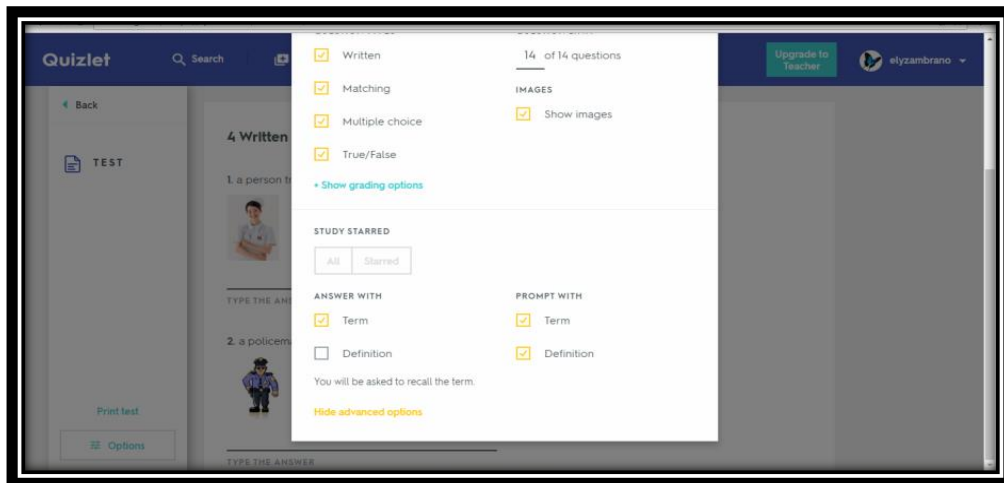 Quizlet
Search
Upgrade to
Teacher
elyzambrano
Back
TEST
Print test
Options
4 Written
1. a person
TYPE THE
2. a policem
TYPE THE ANSWER
Written
Matching
Multiple choice
True/False
+ Show grading options
14 of 14 questions
IMAGES
Show images
STUDY STARRED
All Starred
ANSWER WITH
Term
Definition
You will be asked to recall the term.
Hide advanced options
PROMPT WITH
Term
Definition